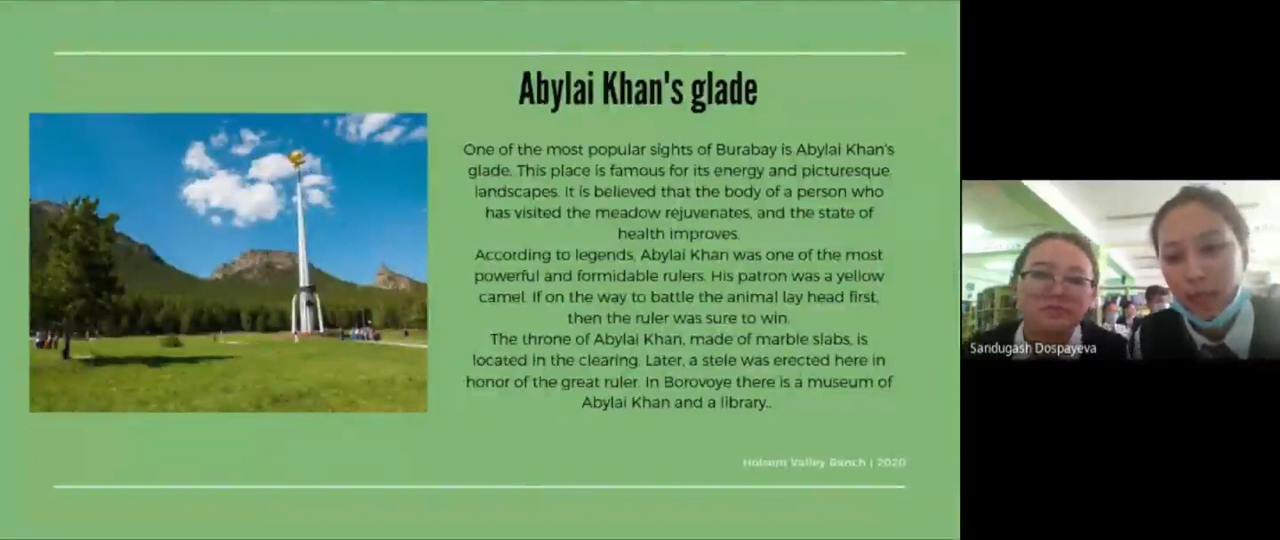 Abylai Khan's glade
One of the most popular sights of Burabay is Abylai Khan's
glade. This place is famous for its energy and picturesque
landscapes. It is believed that the body of a person who
has visited the meadow rejuvenates, and the state of
health improves.
According to legends, Abylai Khan was one of the most
powerful and formidable rulers. His patron was a yellow
camel. If on the way to battle the animal lay head first,
then the ruler was sure to win.
The throne of Abylai Khan, made of marble slabs, is
located in the clearing. Later, a stele was erected here in
honor of the great ruler. In Borovoye there is a museum of
Abylai Khan and a library..
Holsom Valley Ranch | 2020
Sandugash Dospayeva